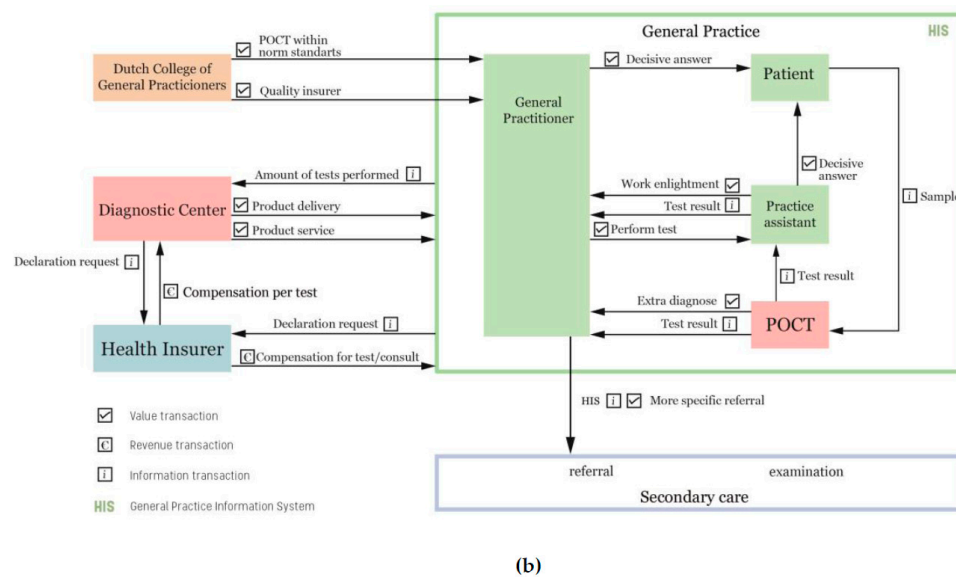 General Practice
HIS
POCT within
norm standarts
Dutch College of
General Practicioners
Quality insurer
General
Practitioner
Decisive answer
Patient
Amount of tests performed i
Diagnostic Center
Product delivery
Product service
Work enlightment
Test result i
Perform test
Practice
assistant
Decisive
answer
i Sample
Declaration request i
€ Compensation per test
i Test result
Extra diagnose
Test result i
POCT
Health Insurer
Declaration request i
€ Compensation for test/consult
HIS i More specific referral
Value transaction
€ Revenue transaction
i Information transaction
HIS General Practice Information System
referral
examination
Secondary care
(b)